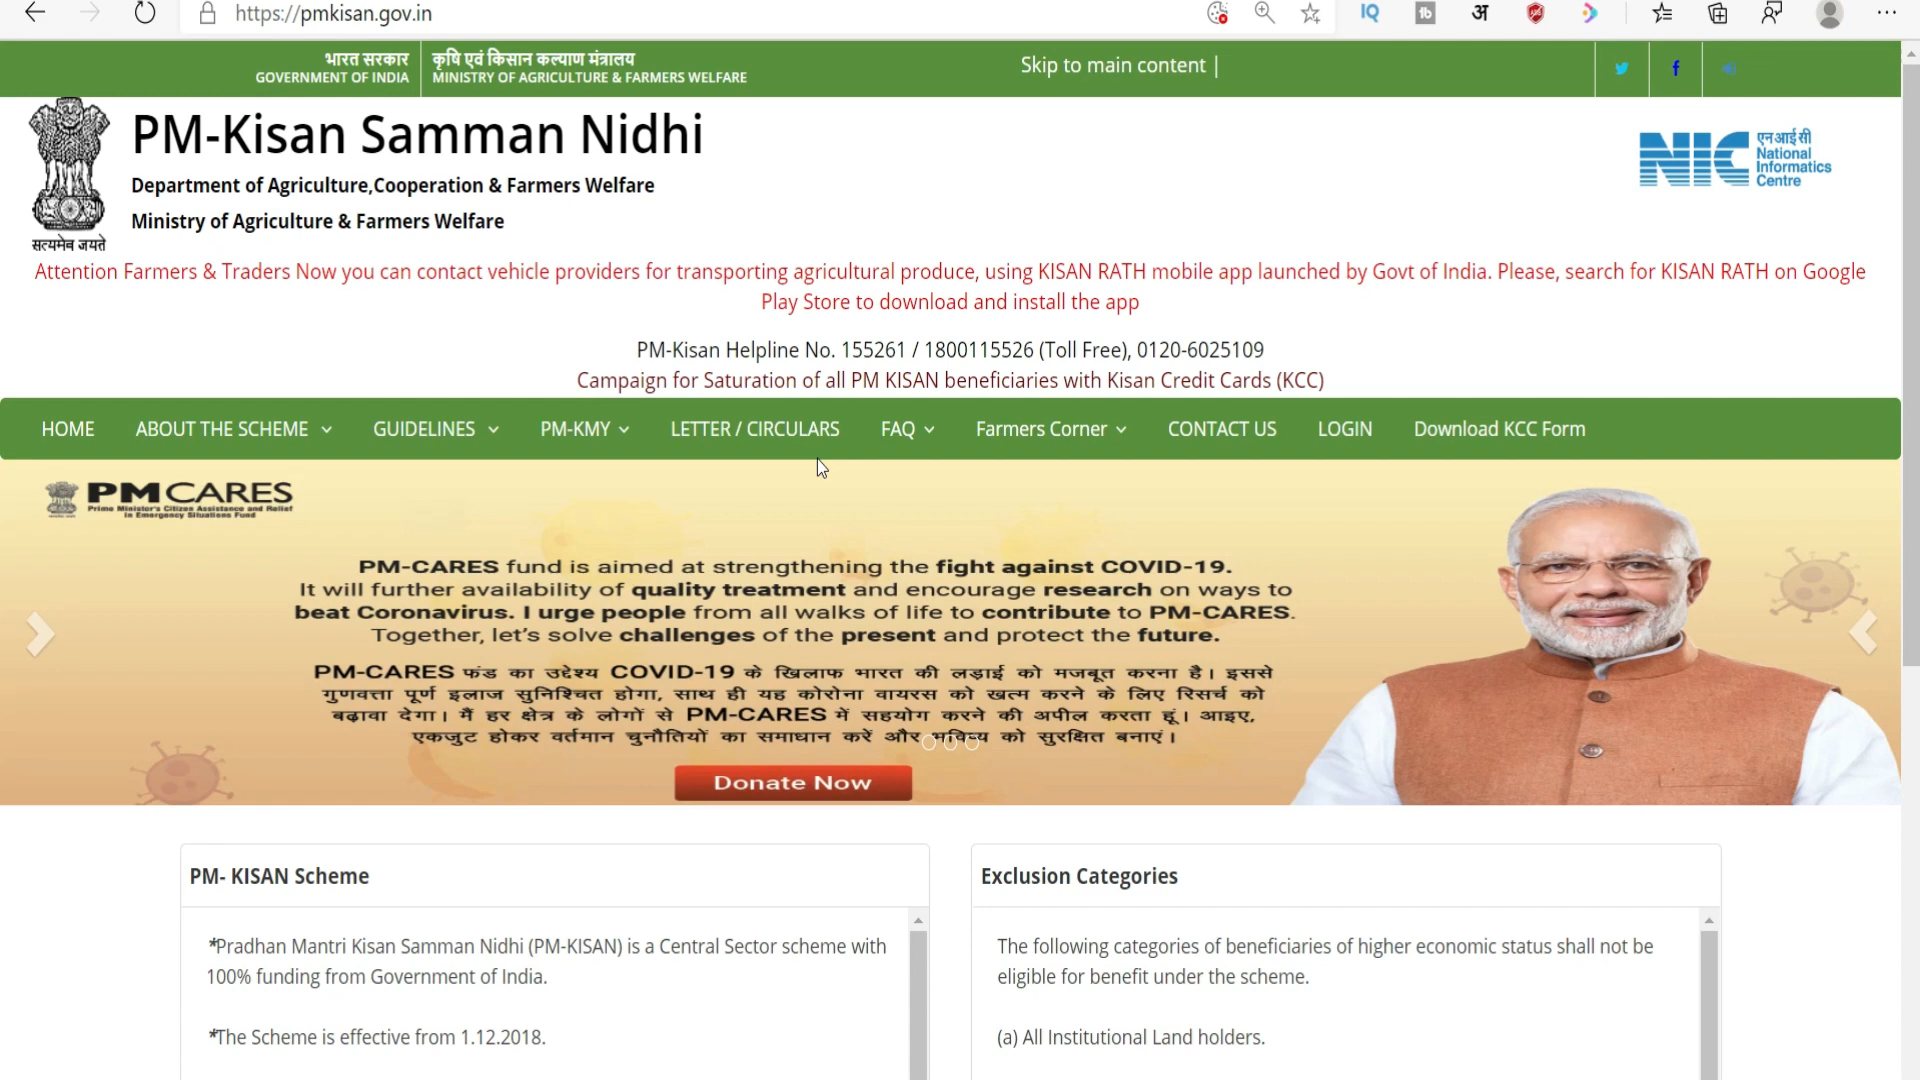 https://pmkisan.gov.in
भारत सरकार
GOVERNMENT OF INDIA
कृषि एवं किसान कल्याण मंत्रालय
MINISTRY OF AGRICULTURE & FARMERS WELFARE
Skip to main content |
PM-Kisan Samman Nidhi
Department of Agriculture,Cooperation & Farmers Welfare
Ministry of Agriculture & Farmers Welfare
सत्यमेव जयते
NIC
एन आई सी
National
Informatics
Centre
Attention Farmers & Traders Now you can contact vehicle providers for transporting agricultural produce, using KISAN RATH mobile app launched by Govt of India. Please, search for KISAN RATH on Google
Play Store to download and install the app
PM-Kisan Helpline No. 155261 / 1800115526 (Toll Free), 0120-6025109
Campaign for Saturation of all PM KISAN beneficiaries with Kisan Credit Cards (KCC)
HOME ABOUT THE SCHEME GUIDELINES PM-KMY LETTER / CIRCULARS FAQ Farmers Corner CONTACT US LOGIN Download KCC Form
PM CARES
Prime Minister's Citizen Assistance and Relief
in Emergency Situations Fund
PM-CARES fund is aimed at strengthening the fight against COVID-19.
It will further availability of quality treatment and encourage research on ways to
beat Coronavirus. I urge people from all walks of life to contribute to PM-CARES.
Together, let's solve challenges of the present and protect the future.
PM-CARES फंड का उद्देश्य COVID-19 के खिलाफ भारत की लड़ाई को मजबूत करना है। इससे
गुणवत्ता पूर्ण इलाज सुनिश्चित होगा, साथ ही यह कोरोना वायरस को खत्म करने के लिए रिसर्च को
बढ़ावा देगा। मैं हर क्षेत्र के लोगों से PM-CARES में सहयोग करने की अपील करता हूं। आइए,
एकजुट होकर वर्तमान चुनौतियों का समाधान करें और भविष्य को सुरक्षित बनाएं।
Donate Now
PM- KISAN Scheme
*Pradhan Mantri Kisan Samman Nidhi (PM-KISAN) is a Central Sector scheme with
100% funding from Government of India.
*The Scheme is effective from 1.12.2018.
Exclusion Categories
The following categories of beneficiaries of higher economic status shall not be
eligible for benefit under the scheme.
(a) All Institutional Land holders.